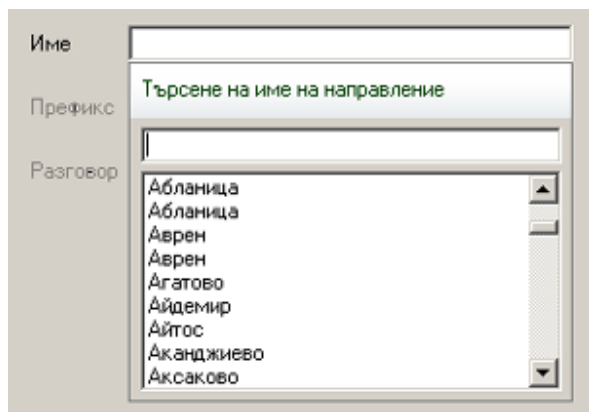 Име
Търсене на име на направление
Префикс
Разговор
Абланица
Абланица
Аврен
Аврен
Агатово
Айдемир
Айтос
Аканджиево
Аксаково